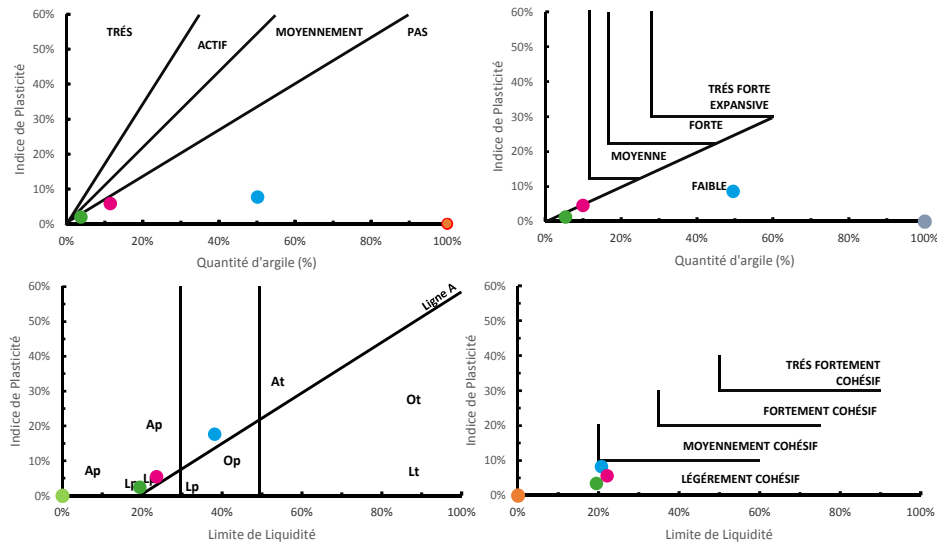 60%
50%
40%
30%
20%
10%
0%
Indice de Plasticité
TRÉS
ACTIF
MOYENNEMENT
PAS
0%
20%
40%
60%
80%
100%
Quantité d'argile (%)
60%
50%
40%
30%
20%
10%
0%
Indice de Plasticité
TRÉS FORTE
EXPANSIVE
FORTE
MOYENNE
FAIBLE
0%
20%
40%
60%
80%
100%
Quantité d'argile (%)
60%
50%
40%
30%
20%
10%
0%
Indice de Plasticité
Ligne A
At
Ot
Ap
Op
Ap
Lt
Lp
Lp
0%
20%
40%
60%
80%
100%
Limite de Liquidité
60%
50%
40%
30%
20%
10%
0%
Indice de Plasticité
TRÉS FORTEMENT
COHÉSIF
FORTEMENT COHÉSIF
MOYENNEMENT COHÉSIF
LÉGÉREMENT COHÉSIF
0%
20%
40%
60%
80%
100%
Limite de Liquidité